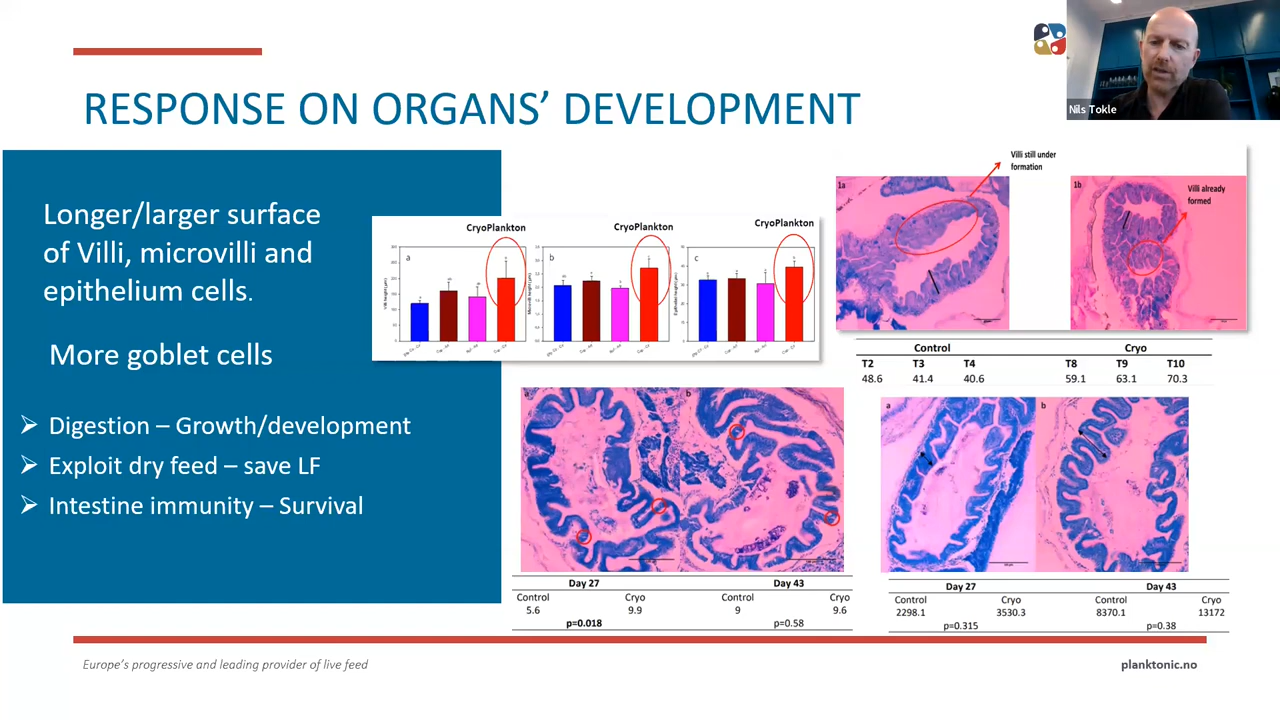 Nils Tokle
RESPONSE ON ORGANS’ DEVELOPMENT
Longer/larger surface
of Villi, microvilli and
epithelium cells.
More goblet cells
➢ Digestion – Growth/development
➢ Exploit dry feed – save LF
➢ Intestine immunity – Survival
CryoPlankton
CryoPlankton
CryoPlankton
a
b
c
Villi still under
formation
1a
1b
Villi already
formed
Control Cryo
T2 T3 T4 T8 T9 T10
48.6 41.4 40.6 59.1 63.1 70.3
b
Day 27 Day 43
Control Cryo Control Cryo
5.6 9.9 9 9.6
p=0.018 p=0.58
a
b
Day 27 Day 43
Control Cryo Control Cryo
2298.1 3530.3 8370.1 13172
p=0.315 p=0.38
Europe’s progressive and leading provider of live feed
planktonic.no